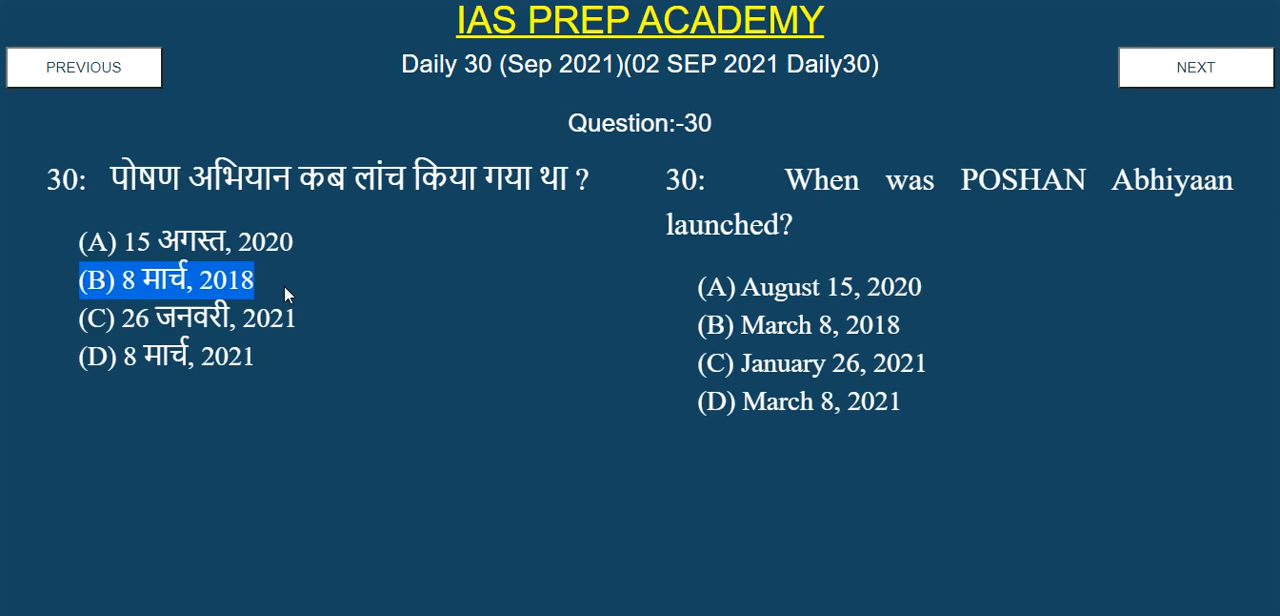 IAS PREP ACADEMY
PREVIOUS
Daily 30 (Sep 2021)(02 SEP 2021 Daily30)
NEXT
Question:-30
30: पोषण अभियान कब लांच किया गया था ?
(A) 15 अगस्त, 2020
(B) 8 मार्च, 2018
(C) 26 जनवरी, 2021
(D) 8 मार्च, 2021
30: When was POSHAN Abhiyaan
launched?
(A) August 15, 2020
(B) March 8, 2018
(C) January 26, 2021
(D) March 8, 2021